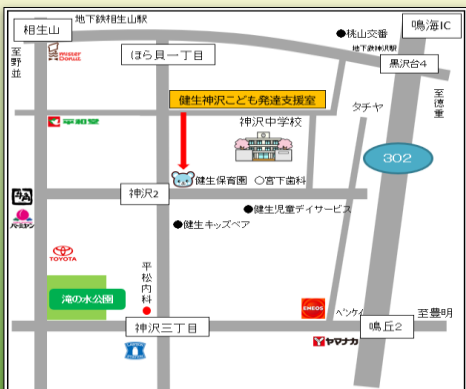 地下鉄相生山駅
相生山
鳴海IC
●桃山交番
地下鉄神沢駅
至野並
mister Donut
ほら貝一丁目
黒沢台4
至徳重
健生神沢こども発達支援室
タチヤ
平和堂
神沢中学校
302
健生保育園
○宮下歯科
牛角
神沢2
バーミヤン
●健生児童デイサービス
●健生キッズベア
TOYOTA
平松内科
滝の水公園
ENEOS
ベンケイ
至豊明
神沢三丁目
鳴丘2
LAWSON
ヤマナカ